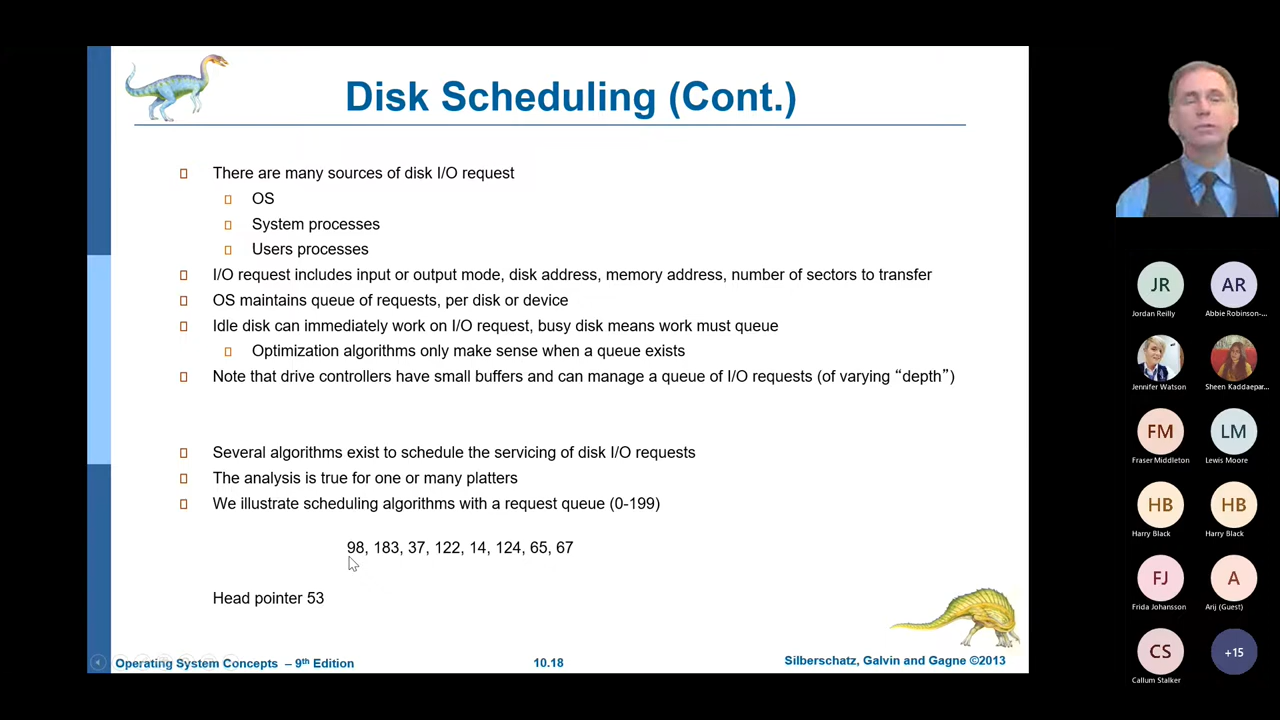 Disk Scheduling (Cont.)
There are many sources of disk I/O request
OS
System processes
Users processes
I/O request includes input or output mode, disk address, memory address, number of sectors to transfer
OS maintains queue of requests, per disk or device
Idle disk can immediately work on I/O request, busy disk means work must queue
Optimization algorithms only make sense when a queue exists
Note that drive controllers have small buffers and can manage a queue of I/O requests (of varying “depth”)
Several algorithms exist to schedule the servicing of disk I/O requests
The analysis is true for one or many platters
We illustrate scheduling algorithms with a request queue (0-199)
98, 183, 37, 122, 14, 124, 65, 67
Head pointer 53
Operating System Concepts – 9th Edition
10.18
Silberschatz, Galvin and Gagne ©2013
JR AR
Jordan Reilly Abbie Robinson-...
Jennifer Watson Sheen Kaddaepar...
FM LM
Fraser Middleton Lewis Moore
HB HB
Harry Black Harry Black
FJ A
Frida Johansson Arij (Guest)
CS +15
Callum Stalker